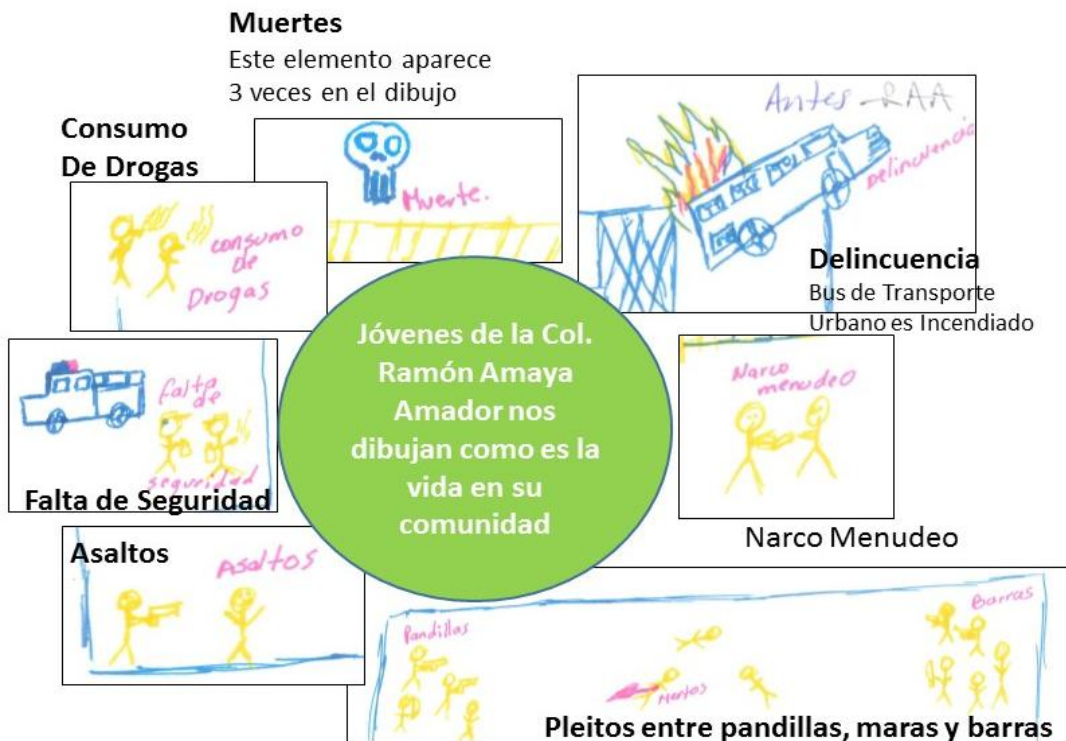 Muertes
Este elemento aparece
3 veces en el dibujo
Consumo
De Drogas
Muerte.
consumo
de
Drogas
Antes RAA
Delincuencia
Delincuencia
Bus de Transporte
Urbano es Incendiado
Jóvenes de la Col.
Ramón Amaya
Amador nos
dibujan como es la
vida en su
comunidad
falta
de
seguridad
Falta de Seguridad
Narco
menudeo
Narco Menudeo
Asaltos
Asaltos
Pandillas
Barras
Mertos
Pleitos entre pandillas, maras y barras